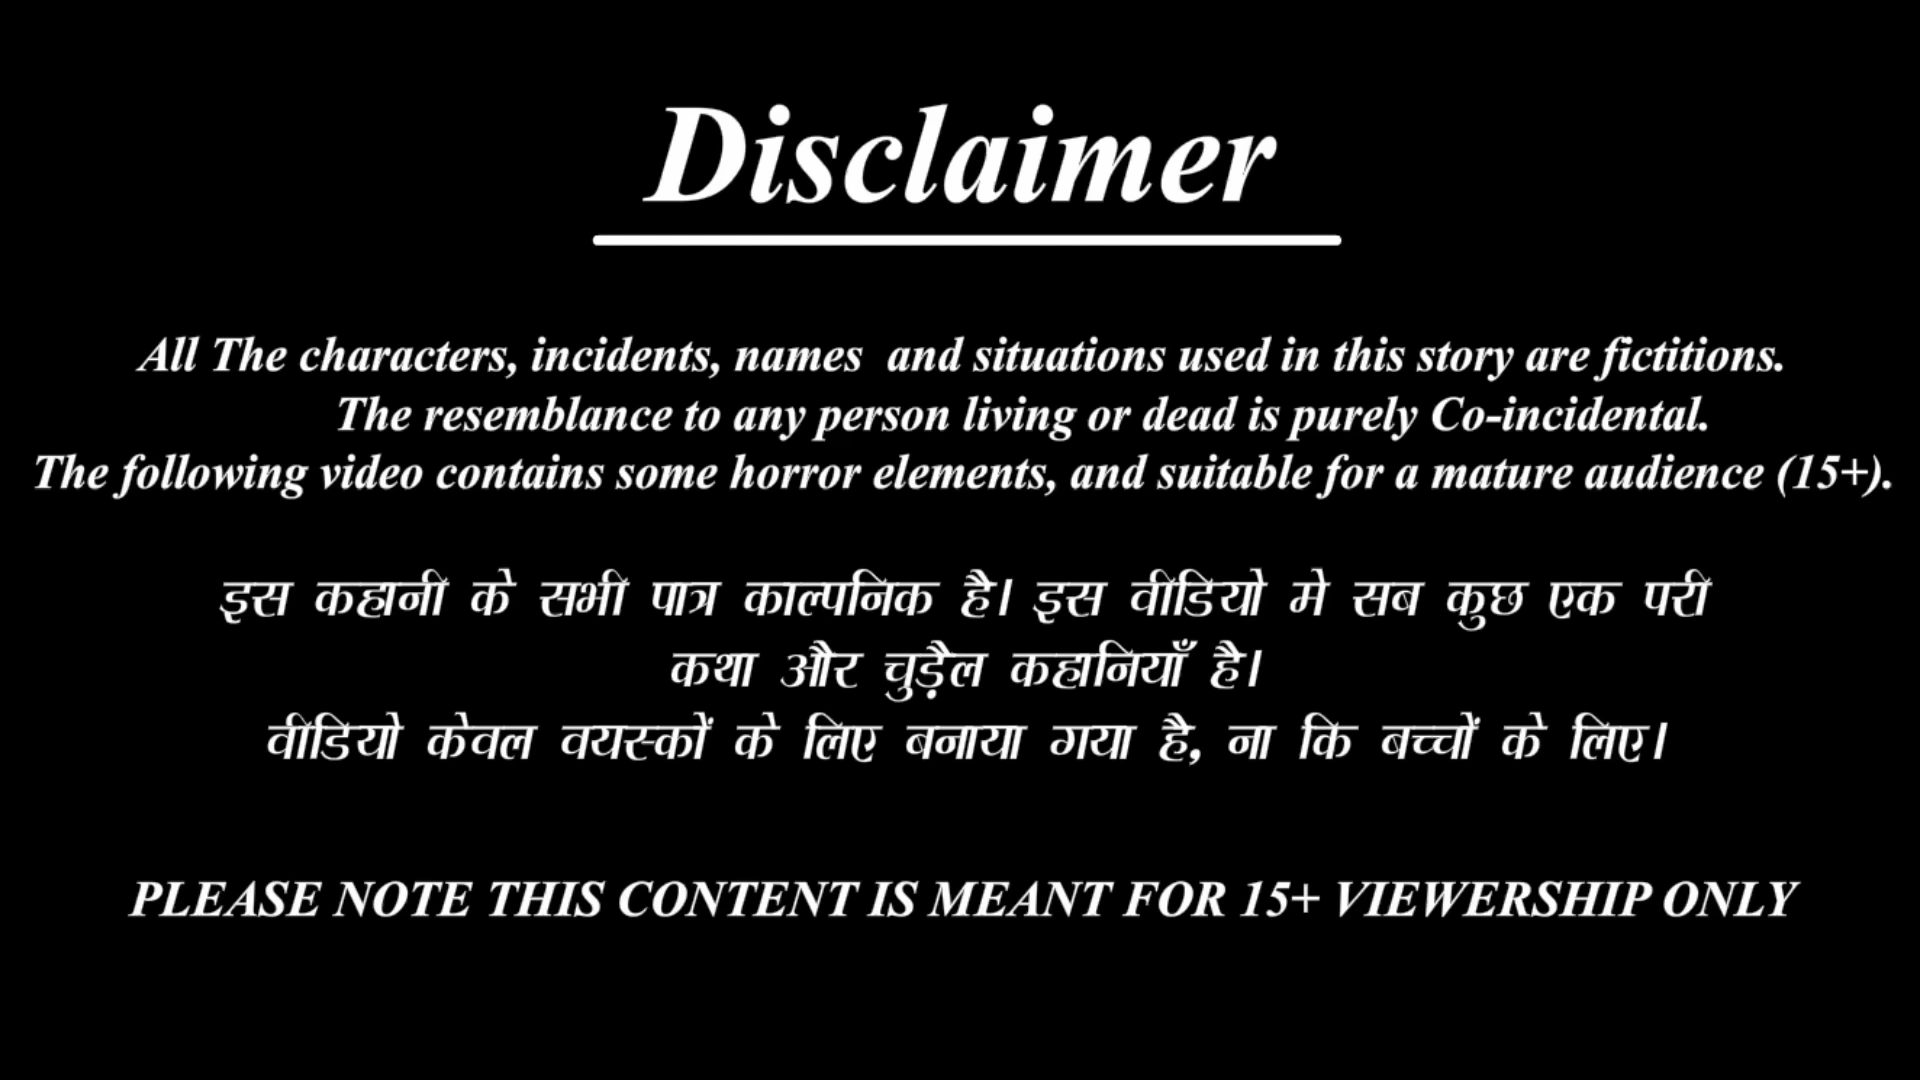 Disclaimer
All The characters, incidents, names and situations used in this story are fictitions.
The resemblance to any person living or dead is purely Co-incidental.
The following video contains some horror elements, and suitable for a mature audience (15+).
इस कहानी के सभी पात्र काल्पनिक है। इस वीडियो मे सब कुछ एक परी
कथा और चुड़ैल कहानियाँ है।
वीडियो केवल वयस्कों के लिए बनाया गया है, ना कि बच्चों के लिए।
PLEASE NOTE THIS CONTENT IS MEANT FOR 15+ VIEWERSHIP ONLY